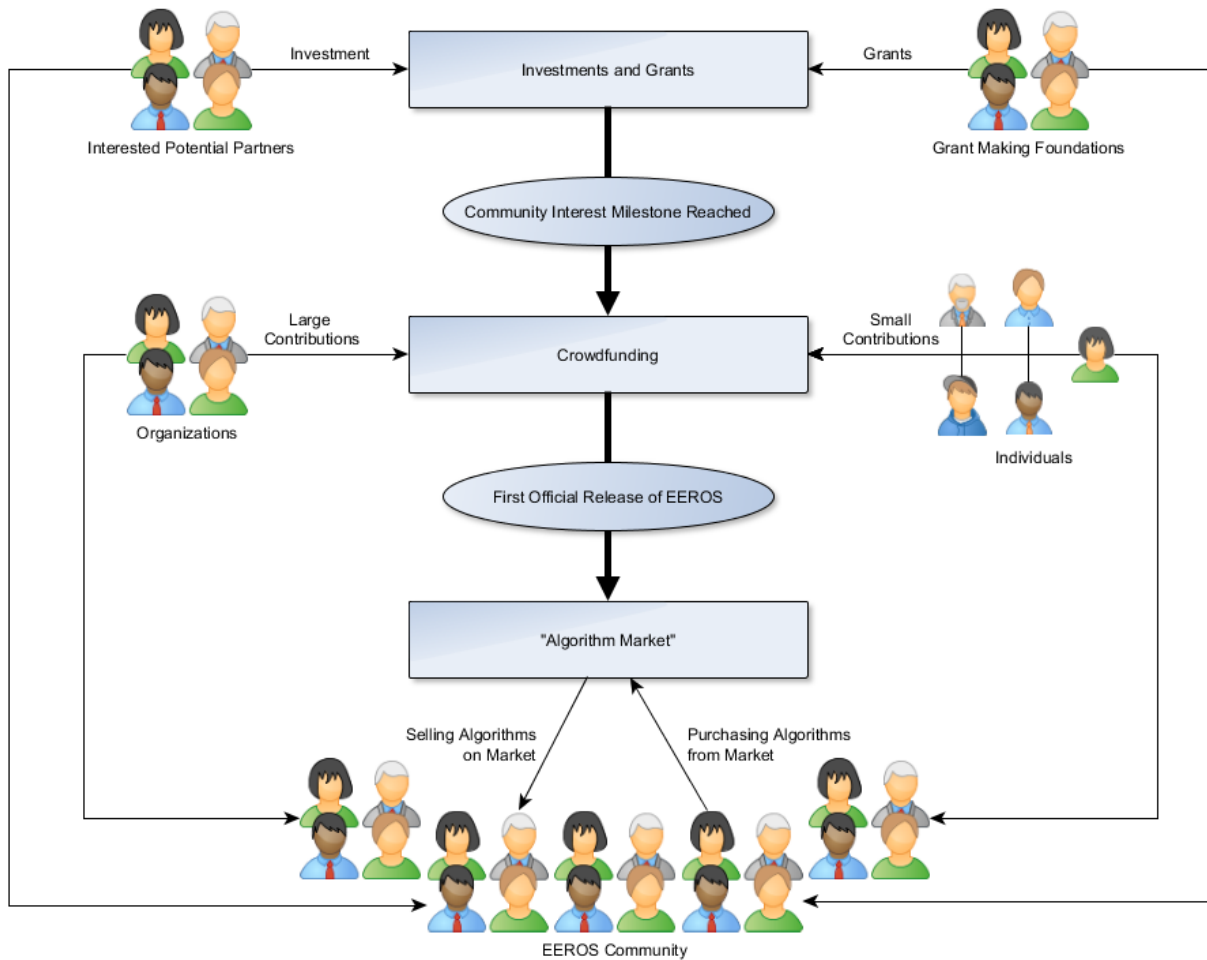 Investment
Investments and Grants
Grants
Interested Potential Partners
Grant Making Foundations
Community Interest Milestone Reached
Large
Contributions
Crowdfunding
Small
Contributions
Organizations
Individuals
First Official Release of EEROS
"Algorithm Market"
Selling Algorithms
on Market
Purchasing Algorithms
from Market
EEROS Community